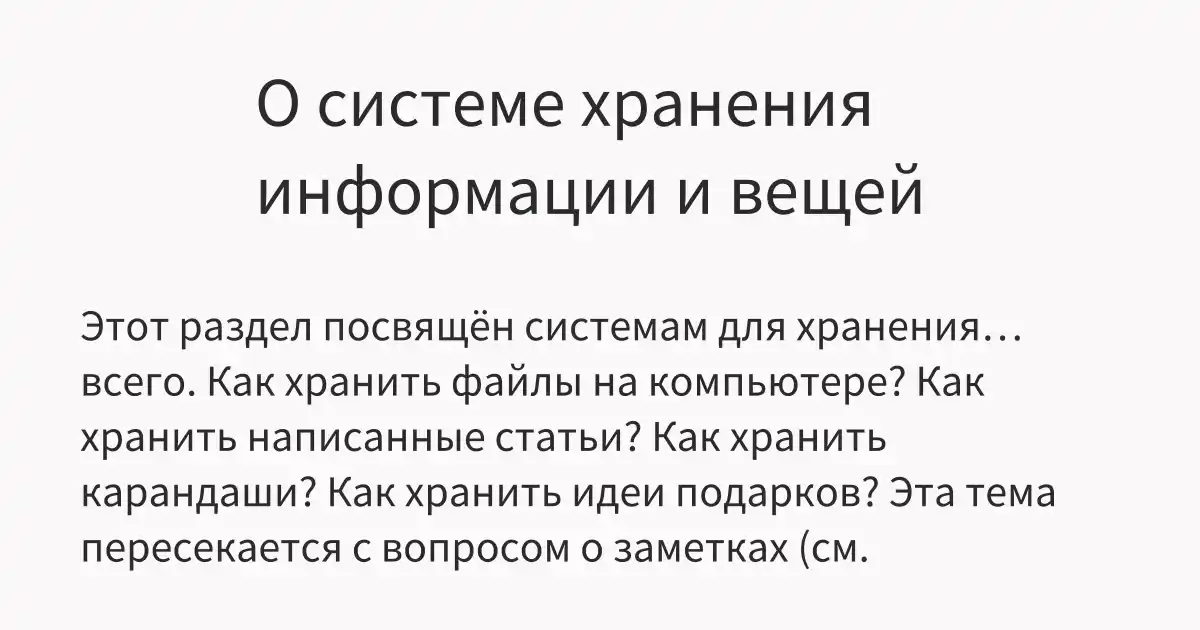 О системе хранения
информации и вещей
Этот раздел посвящён системам для хранения…
всего. Как хранить файлы на компьютере? Как
хранить написанные статьи? Как хранить
карандаши? Как хранить идеи подарков? Эта тема
пересекается с вопросом о заметках (см.